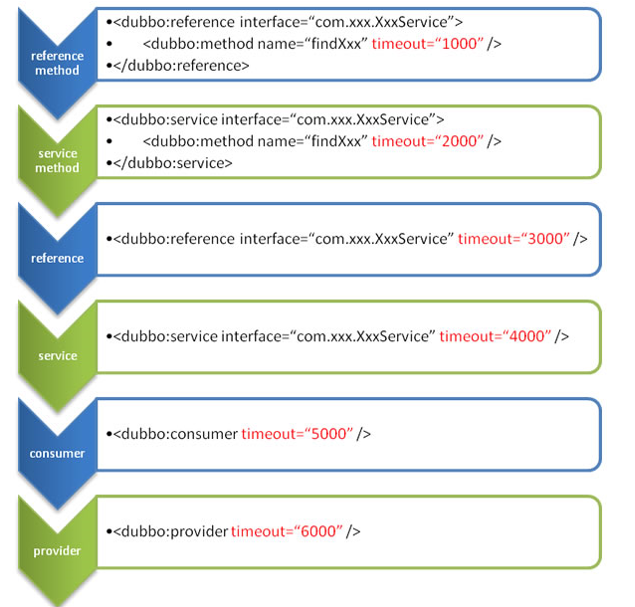 reference
method
•<dubbo:reference interface=“com.xxx.XxxService”>
• <dubbo:method name=“findXxx” timeout=“1000” />
•</dubbo:reference>
service
method
•<dubbo:service interface=“com.xxx.XxxService”>
• <dubbo:method name=“findXxx” timeout=“2000” />
•</dubbo:service>
reference
•<dubbo:reference interface=“com.xxx.XxxService” timeout=“3000” />
service
•<dubbo:service interface=“com.xxx.XxxService” timeout=“4000” />
consumer
•<dubbo:consumer timeout=“5000” />
provider
•<dubbo:provider timeout=“6000” />